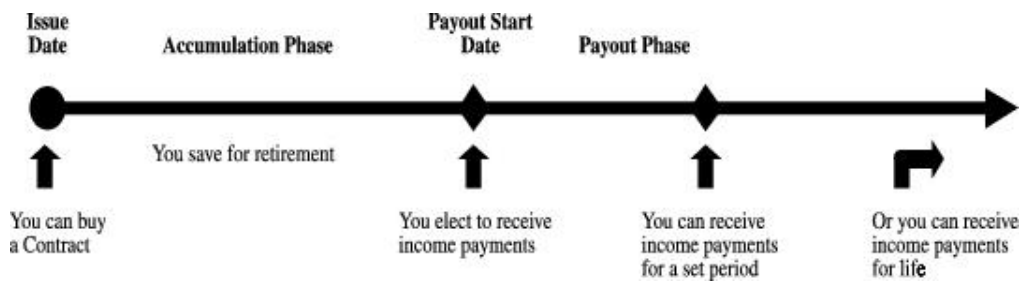 Issue
Date
Accumulation Phase
Payout Start
Date
Payout Phase
You save for retirement
You can buy
a Contract
You elect to receive
income payments
You can receive
income payments
for a set period
Or you can receive
income payments
for life